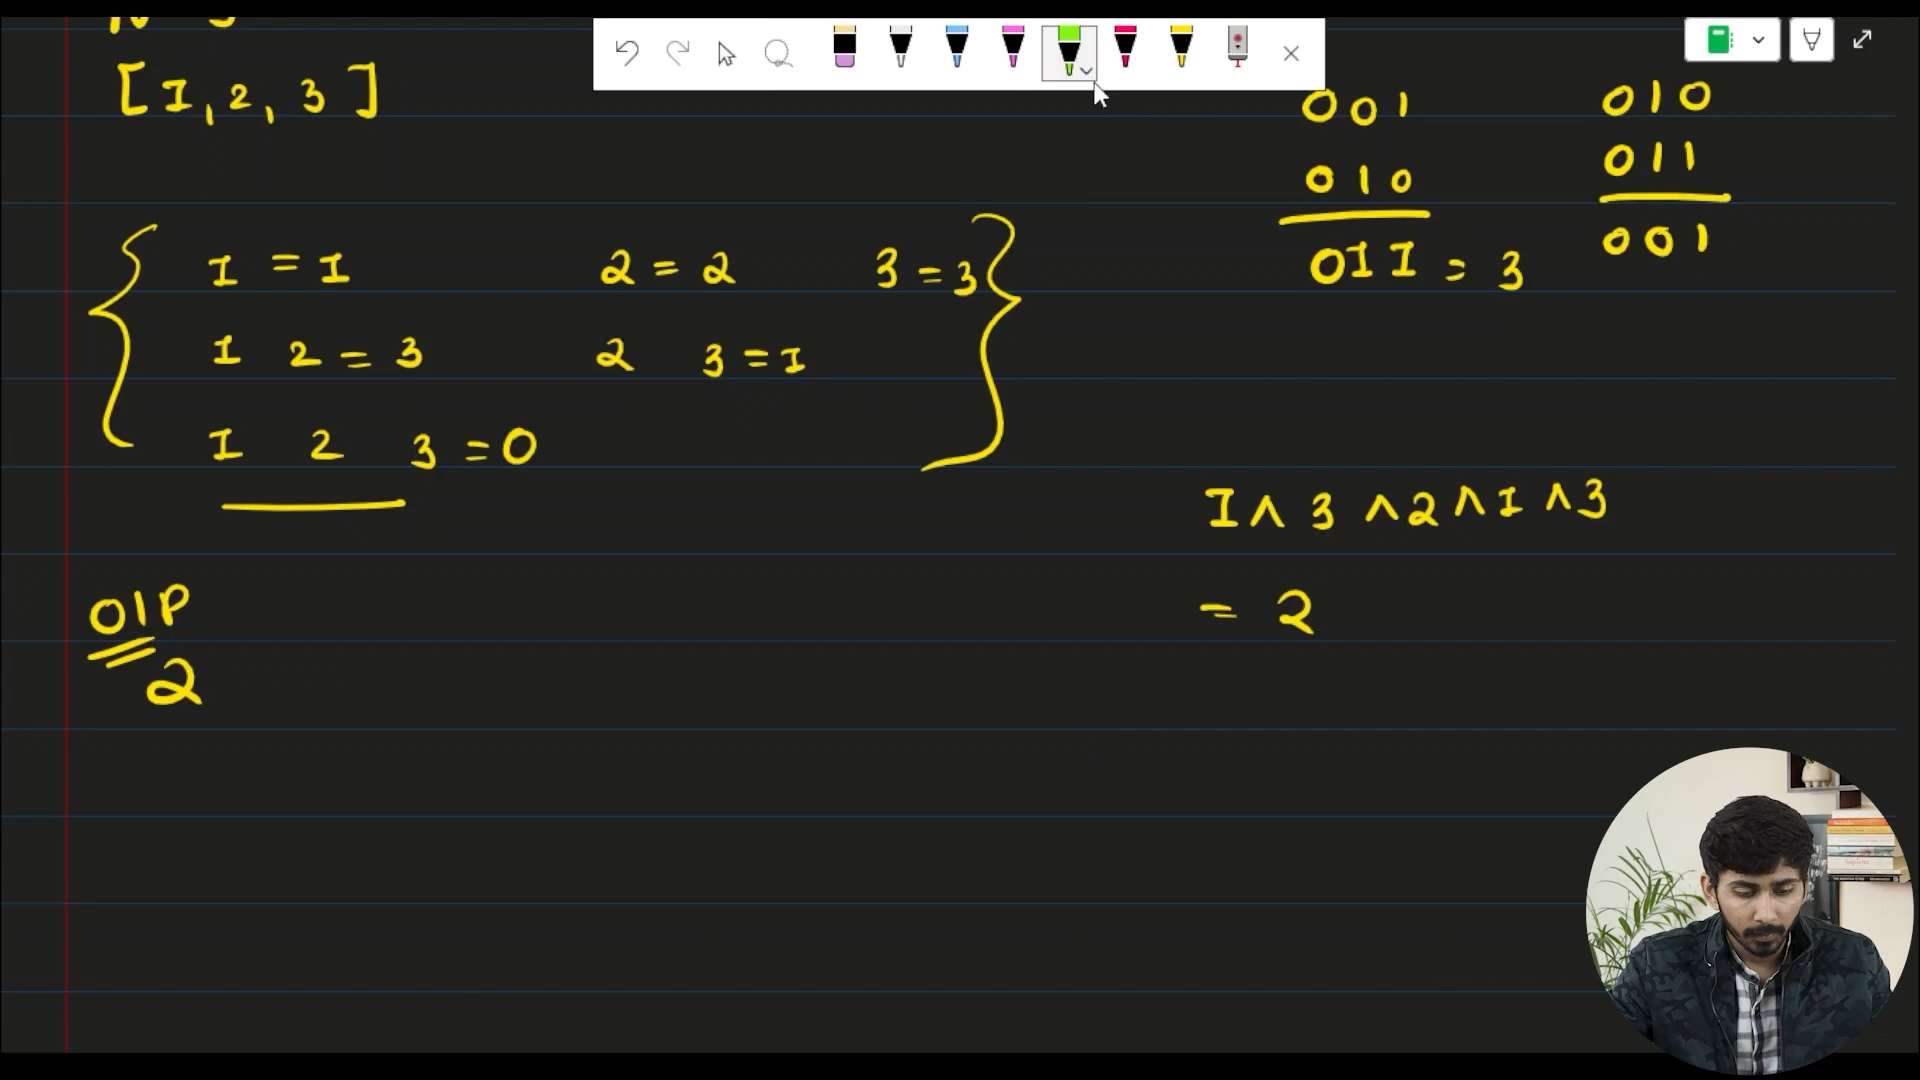 [1, 2, 3]
1 = 1 2 = 2 3 = 3
1 2 = 3 2 3 = 1
1 2 3 = 0
O/P
2
001
010
011 = 3
010
011
001
1 ^ 3 ^ 2 ^ 1 ^ 3
= 2